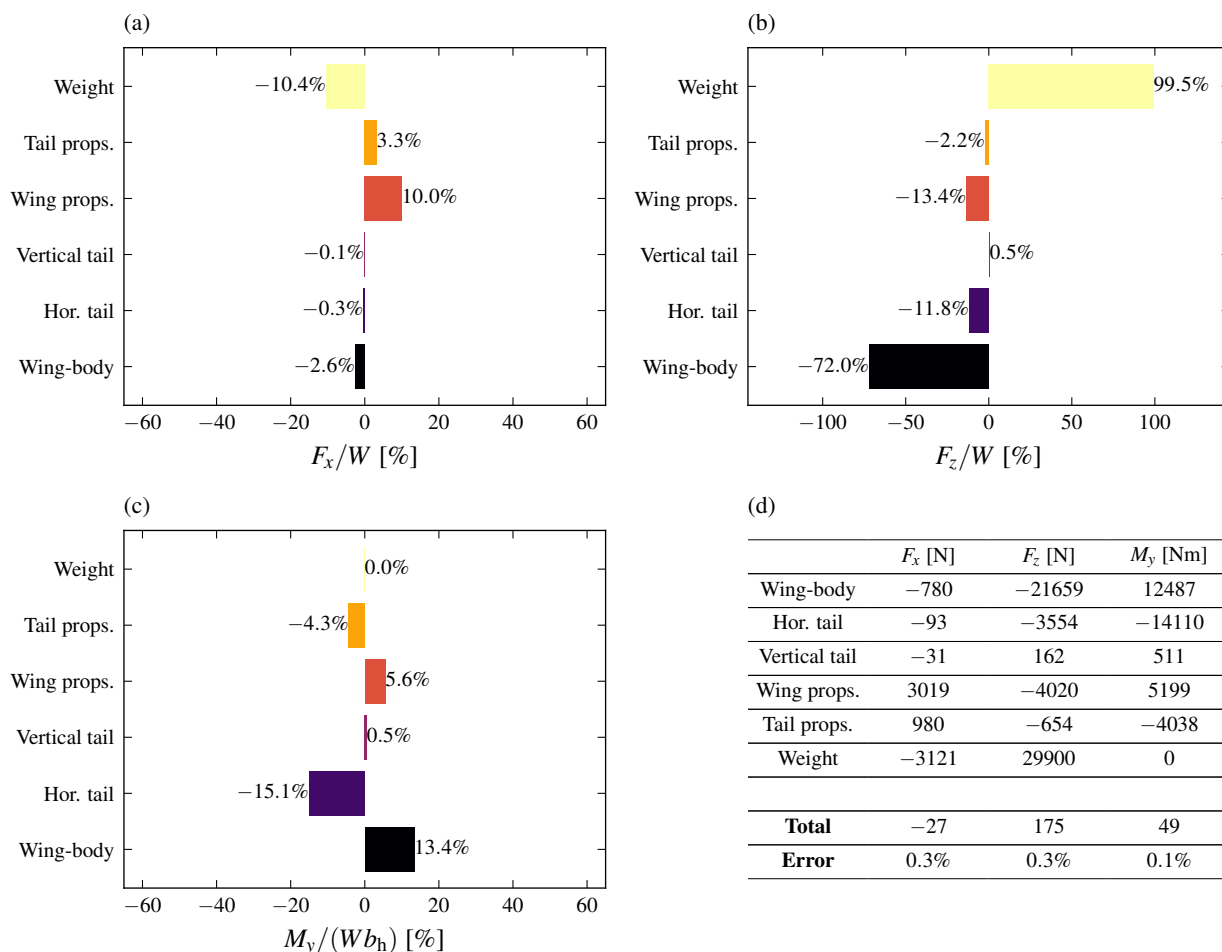 (a)
Weight
−10.4%
Tail props.
3.3%
Wing props.
10.0%
Vertical tail
−0.1%
Hor. tail
−0.3%
Wing-body
−2.6%
−60 −40 −20 0 20 40 60
F_x/W [%]
(b)
Weight
99.5%
Tail props.
−2.2%
Wing props.
−13.4%
Vertical tail
0.5%
Hor. tail
−11.8%
Wing-body
−72.0%
−100 −50 0 50 100
F_z/W [%]
(c)
Weight
0.0%
Tail props.
−4.3%
Wing props.
5.6%
Vertical tail
0.5%
Hor. tail
−15.1%
Wing-body
13.4%
−60 −40 −20 0 20 40 60
M_y/(Wb_h) [%]
(d)
F_x [N] F_z [N] M_y [Nm]
Wing-body −780 −21659 12487
Hor. tail −93 −3554 −14110
Vertical tail −31 162 511
Wing props. 3019 −4020 5199
Tail props. 980 −654 −4038
Weight −3121 29900 0
Total −27 175 49
Error 0.3% 0.3% 0.1%